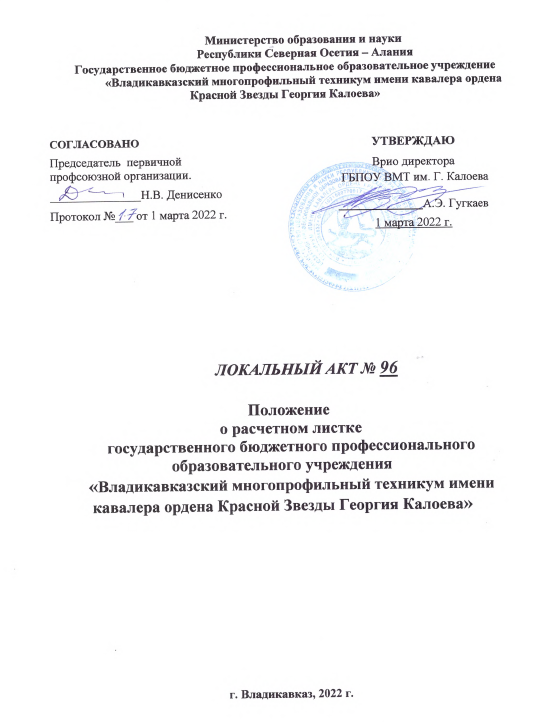 Министерство образования и науки
Республики Северная Осетия – Алания
Государственное бюджетное профессиональное образовательное учреждение
«Владикавказский многопрофильный техникум имени кавалера ордена
Красной Звезды Георгия Калоева»
СОГЛАСОВАНО
Председатель первичной
профсоюзной организации.
Н.В. Денисенко
Протокол № 17 от 1 марта 2022 г.
УТВЕРЖДАЮ
Врио директора
ГБПОУ ВМТ им. Г. Калоева
А.Э. Гугкаев
1 марта 2022 г.
ЛОКАЛЬНЫЙ АКТ № 96
Положение
о расчетном листке
государственного бюджетного профессионального
образовательного учреждения
«Владикавказский многопрофильный техникум имени
кавалера ордена Красной Звезды Георгия Калоева»
г. Владикавказ, 2022 г.